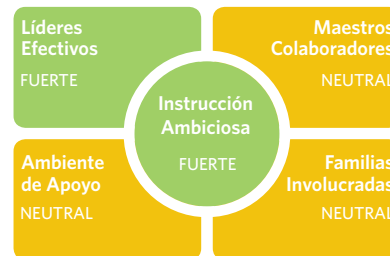 Líderes
Efectivos
FUERTE
Maestros
Colaboradores
NEUTRAL
Instrucción
Ambiciosa
FUERTE
Ambiente
de Apoyo
NEUTRAL
Familias
Involucradas
NEUTRAL